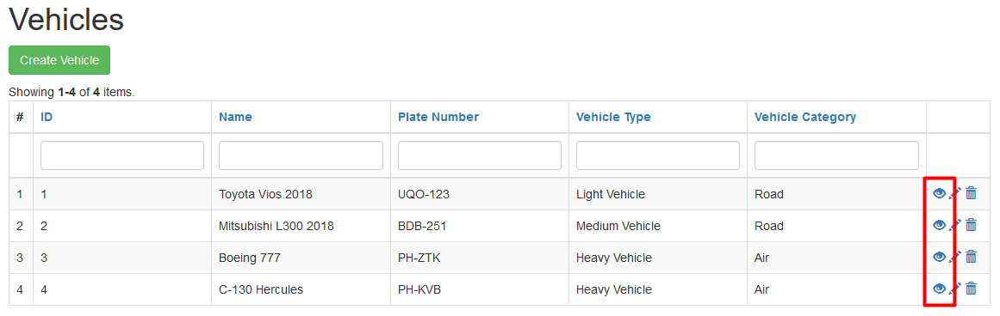 Vehicles
Create Vehicle
Showing 1-4 of 4 items.
# ID Name Plate Number Vehicle Type Vehicle Category
1 1 Toyota Vios 2018 UQO-123 Light Vehicle Road
2 2 Mitsubishi L300 2018 BDB-251 Medium Vehicle Road
3 3 Boeing 777 PH-ZTK Heavy Vehicle Air
4 4 C-130 Hercules PH-KVB Heavy Vehicle Air